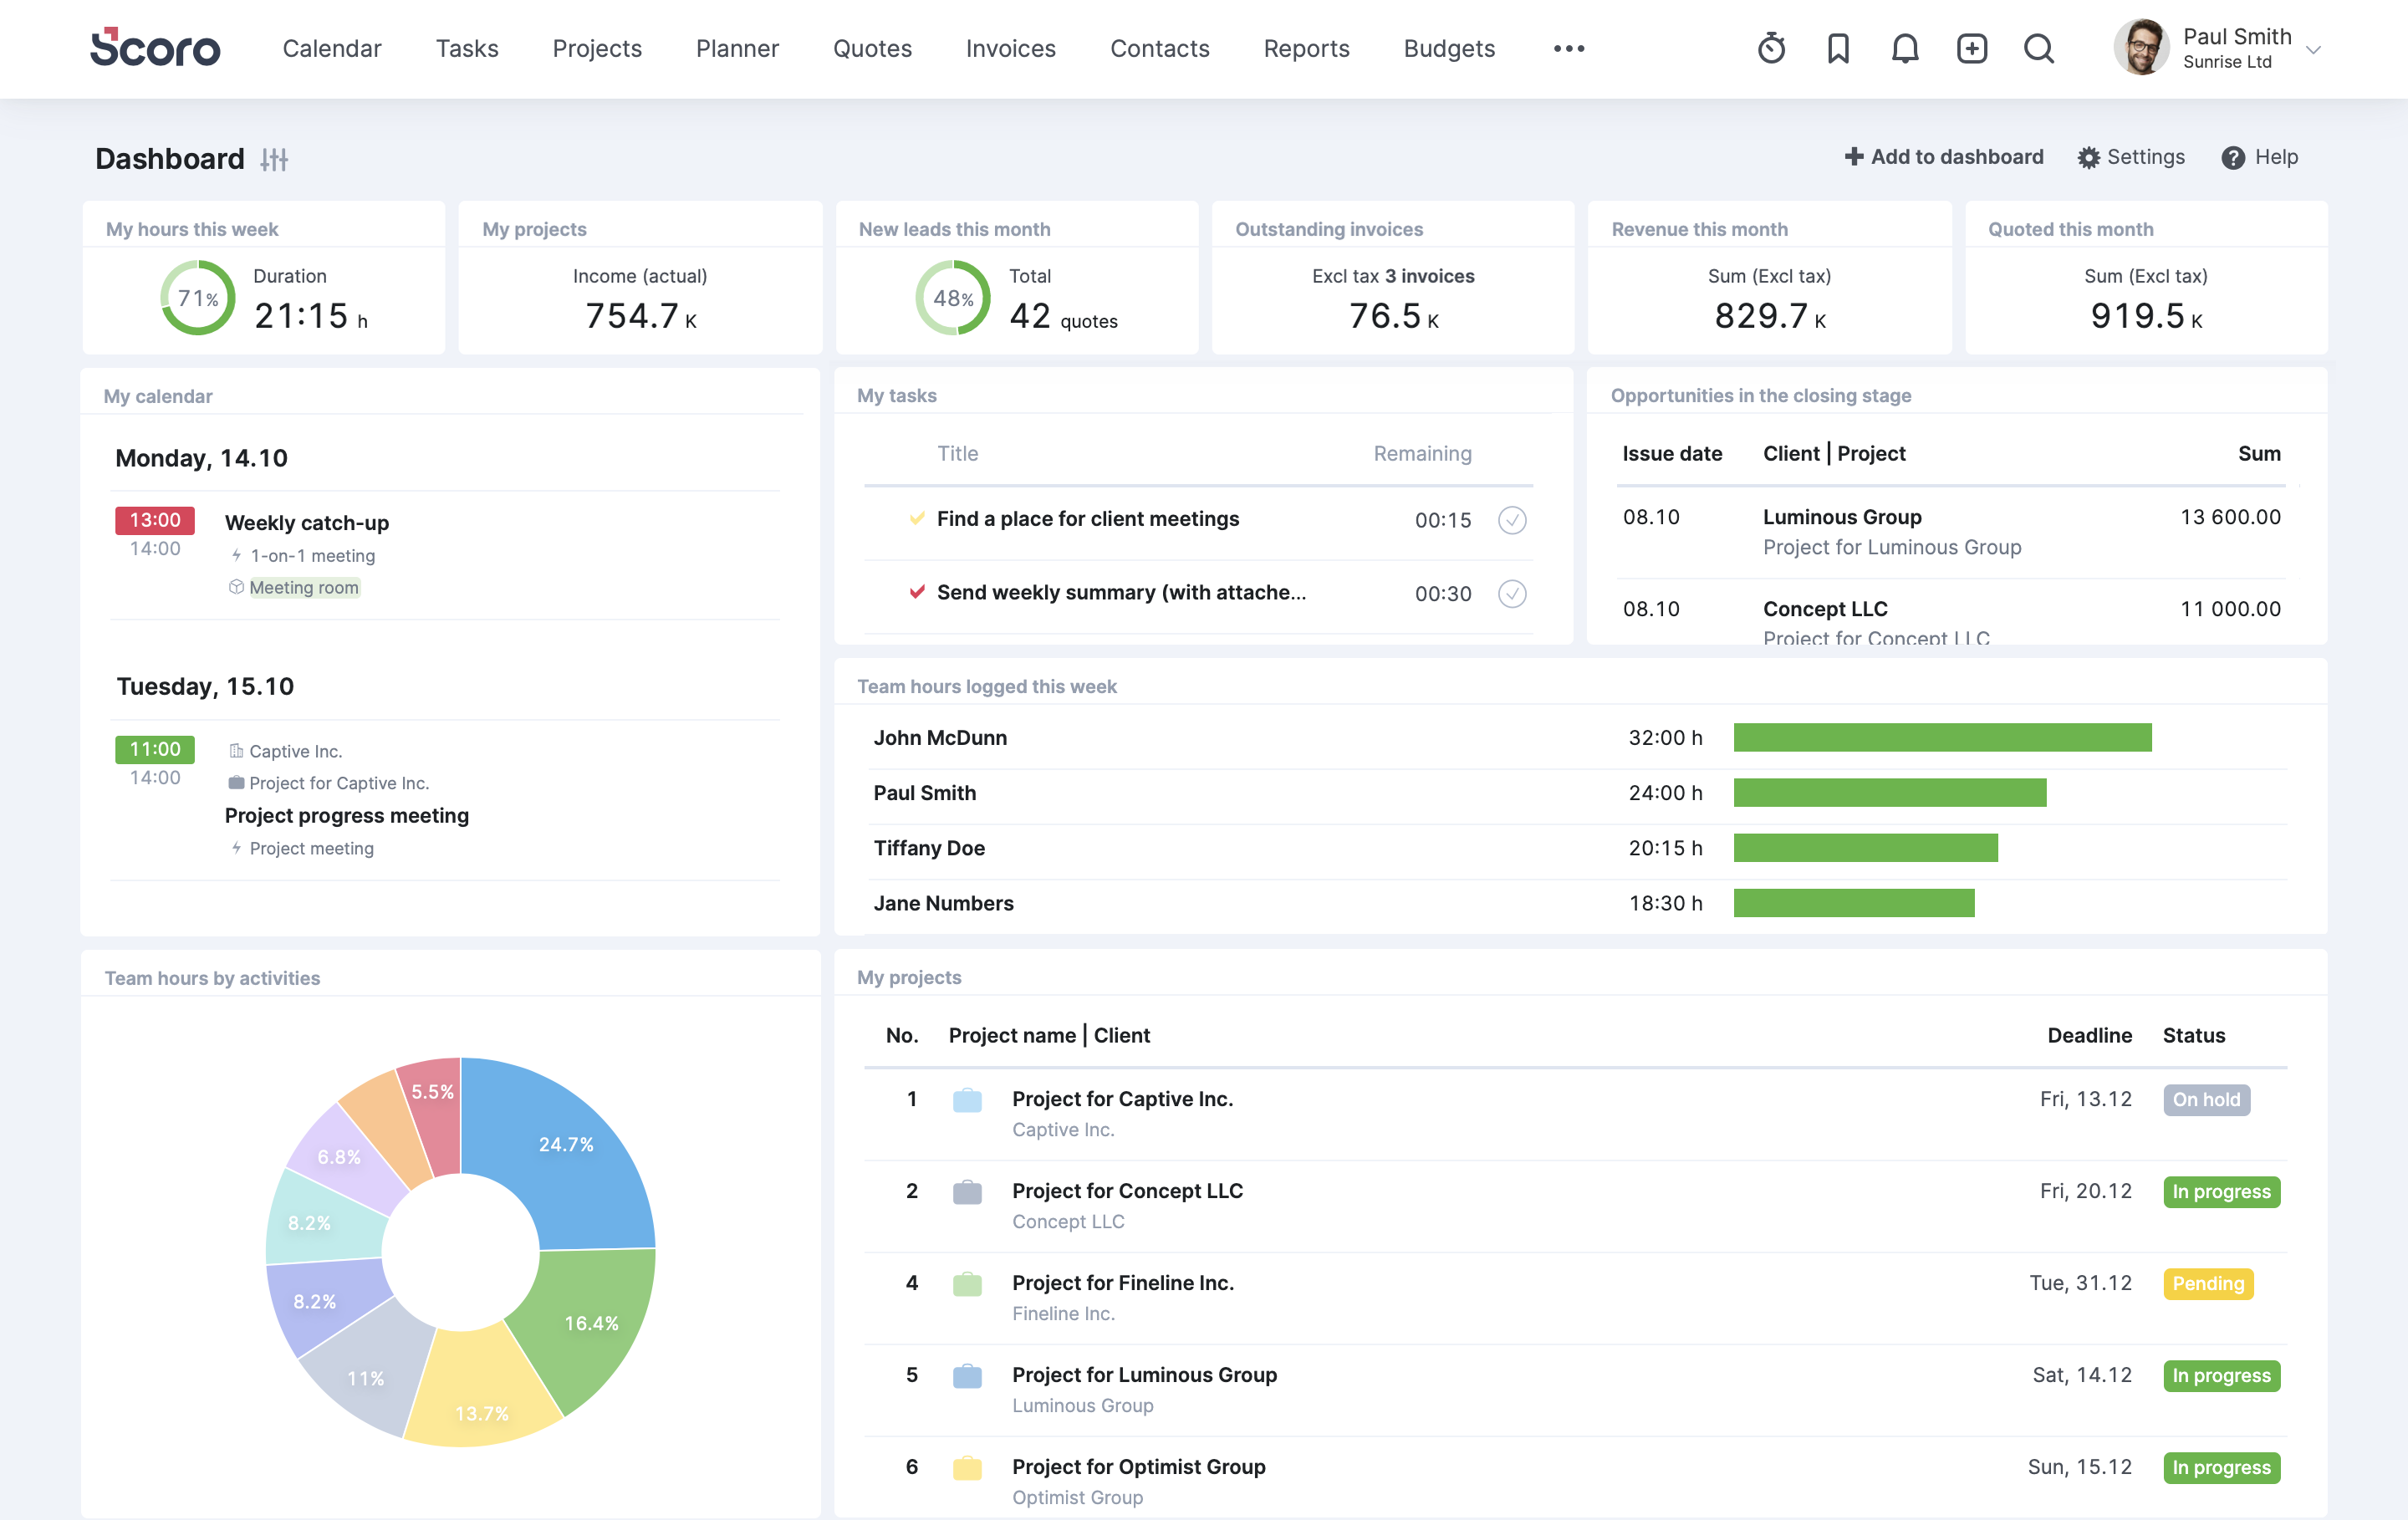 Scoro
Calendar Tasks Projects Planner Quotes Invoices Contacts Reports Budgets
Paul Smith
Sunrise Ltd
Dashboard
Add to dashboard Settings Help
My hours this week
71%
Duration
21:15 h
My projects
Income (actual)
754.7 K
New leads this month
48%
Total
42 quotes
Outstanding invoices
Excl tax 3 invoices
76.5 K
Revenue this month
Sum (Excl tax)
829.7 K
Quoted this month
Sum (Excl tax)
919.5 K
My calendar
Monday, 14.10
13:00 Weekly catch-up
14:00
1-on-1 meeting
Meeting room
Tuesday, 15.10
11:00 Captive Inc.
14:00
Project for Captive Inc.
Project progress meeting
Project meeting
My tasks
Title Remaining
Find a place for client meetings 00:15
Send weekly summary (with attache... 00:30
Opportunities in the closing stage
Issue date Client | Project Sum
08.10 Luminous Group 13 600.00
Project for Luminous Group
08.10 Concept LLC 11 000.00
Project for Concept LLC
Team hours logged this week
John McDunn 32:00 h
Paul Smith 24:00 h
Tiffany Doe 20:15 h
Jane Numbers 18:30 h
Team hours by activities
5.5%
24.7%
6.8%
8.2%
8.2%
16.4%
11%
13.7%
My projects
No. Project name | Client Deadline Status
1 Project for Captive Inc. Fri, 13.12 On hold
Captive Inc.
2 Project for Concept LLC Fri, 20.12 In progress
Concept LLC
4 Project for Fineline Inc. Tue, 31.12 Pending
Fineline Inc.
5 Project for Luminous Group Sat, 14.12 In progress
Luminous Group
6 Project for Optimist Group Sun, 15.12 In progress
Optimist Group